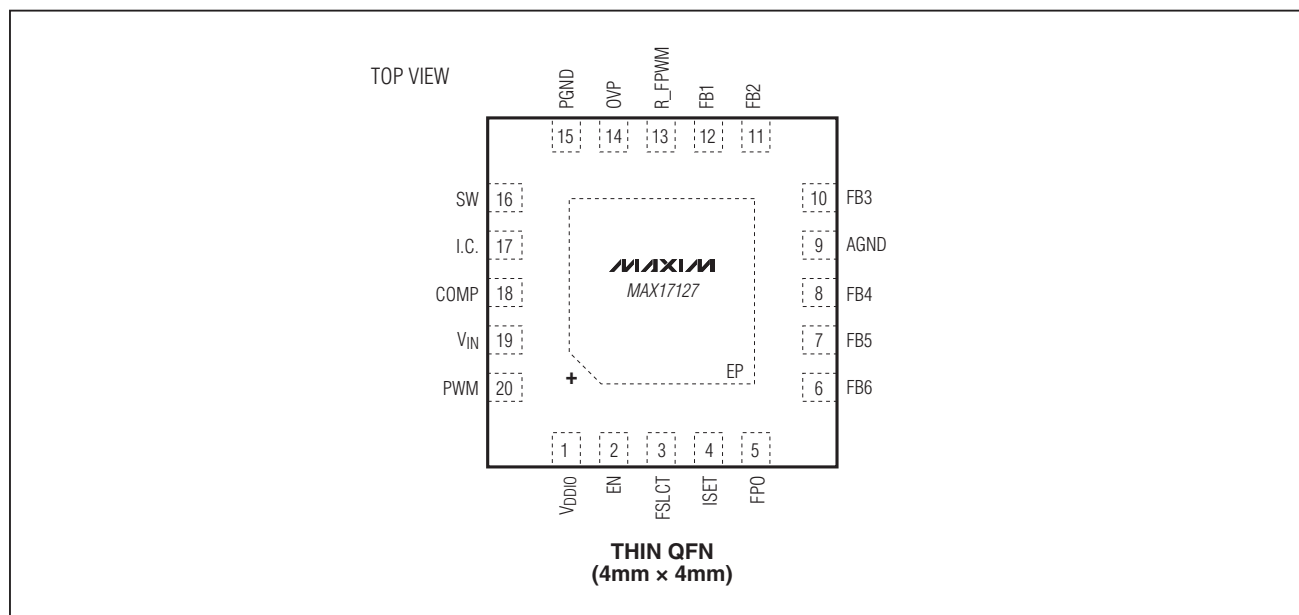 TOP VIEW
PGND
OVP
R_FPWM
FB1
FB2
15
14
13
12
11
SW 16
10 FB3
I.C. 17
9 AGND
COMP 18
8 FB4
VIN 19
7 FB5
PWM 20
6 FB6
MAXIM
MAX17127
+
EP
1
2
3
4
5
VDDIO
EN
FSLCT
ISET
FPO
THIN QFN
(4mm × 4mm)